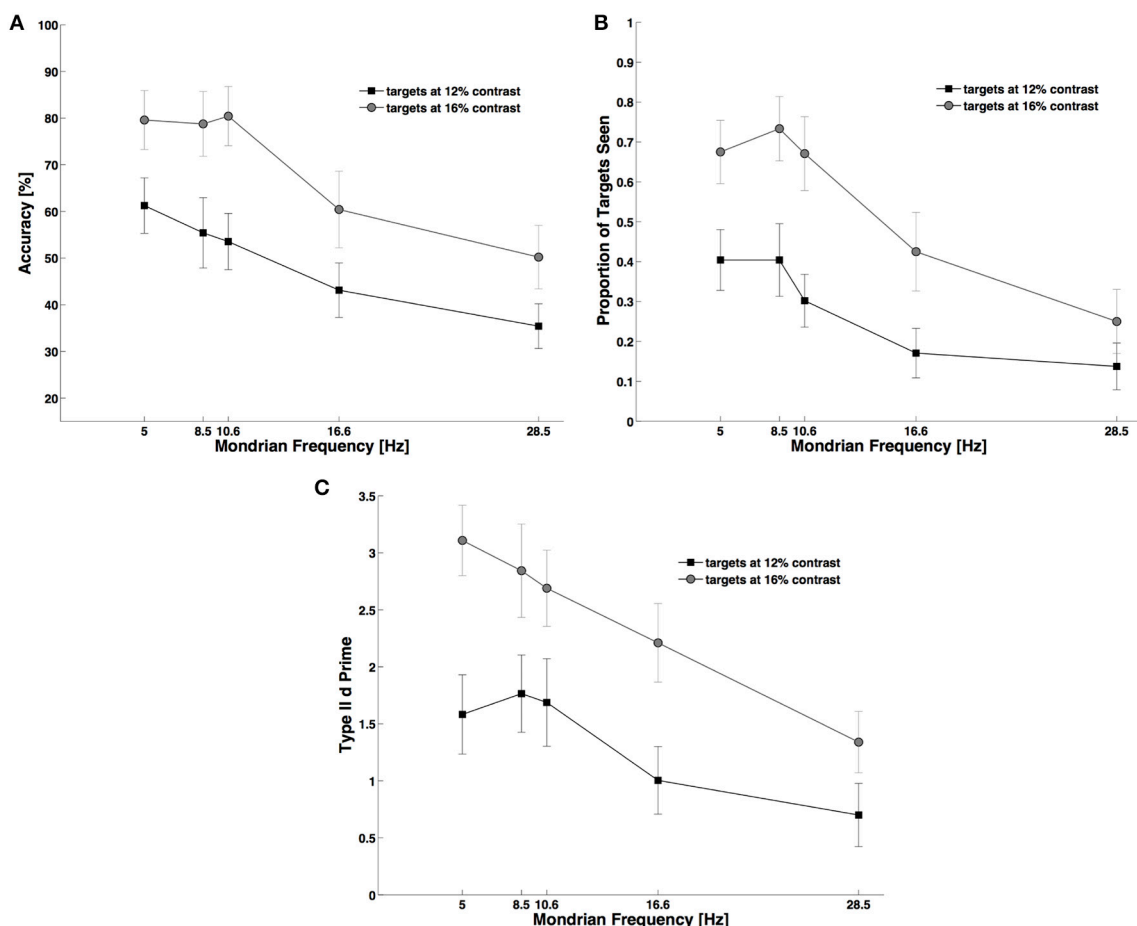 A
100
90
80
70
60
50
40
30
20
Accuracy [%]
targets at 12% contrast
targets at 16% contrast
5 8.5 10.6 16.6 28.5
Mondrian Frequency [Hz]
B
1
0.9
0.8
0.7
0.6
0.5
0.4
0.3
0.2
0.1
0
Proportion of Targets Seen
targets at 12% contrast
targets at 16% contrast
5 8.5 10.6 16.6 28.5
Mondrian Frequency [Hz]
C
3.5
3
2.5
2
1.5
1
0.5
0
Type II d Prime
targets at 12% contrast
targets at 16% contrast
5 8.5 10.6 16.6 28.5
Mondrian Frequency [Hz]